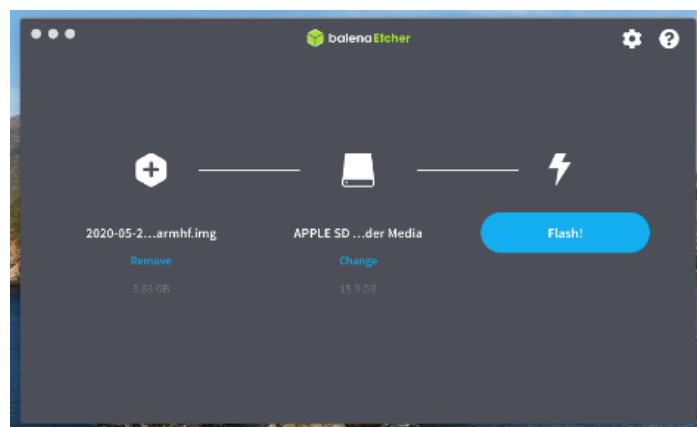 balenaEtcher
2020-05-2...armhf.img
APPLE SD ...der Media
Flash!
Remove
Change
3.83 GB
15.9 GB